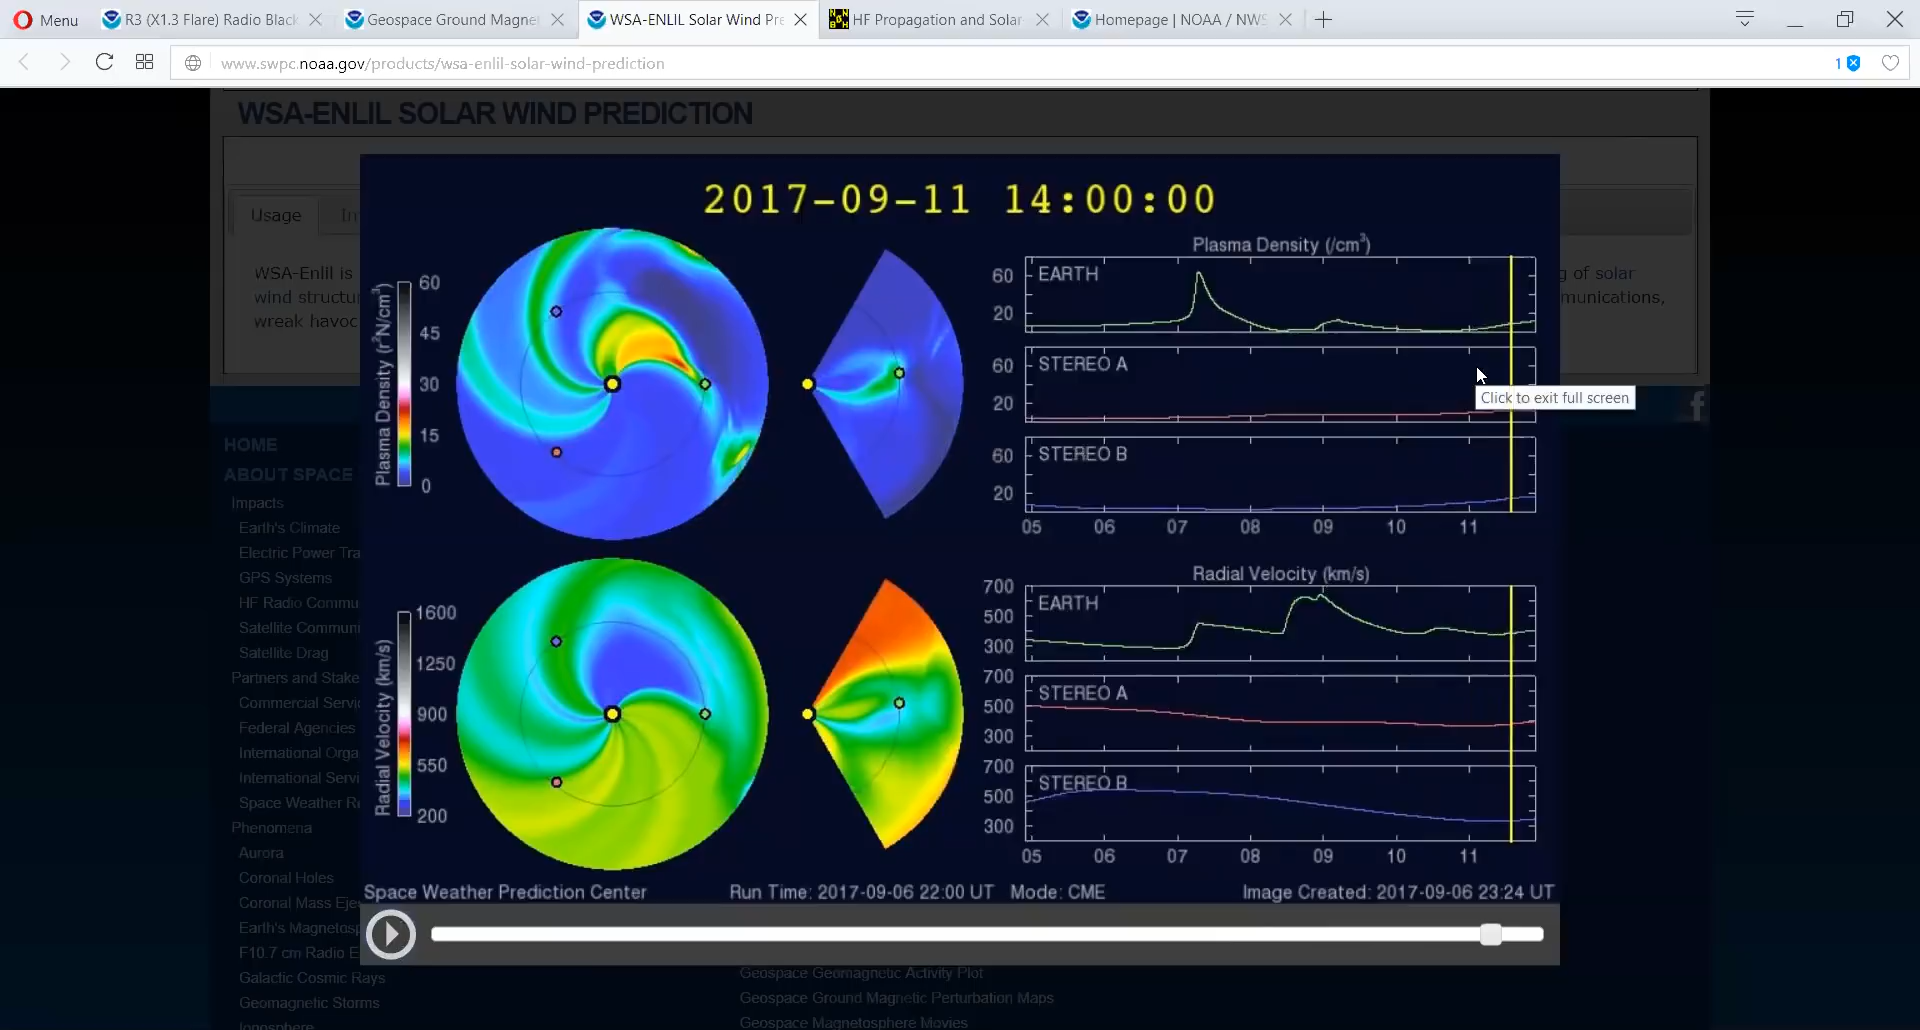 Menu
R3 (X1.3 Flare) Radio Black
Geospace Ground Magne
WSA-ENLIL Solar Wind Pre
HF Propagation and Solar
Homepage | NOAA / NWS
www.swpc.noaa.gov/products/wsa-enlil-solar-wind-prediction
1
WSA-ENLIL SOLAR WIND PREDICTION
Usage
WSA-Enlil is
g of solar
wind structu
munications,
wreak havoc
2017-09-11 14:00:00
Plasma Density (r²N/cm³)
60
45
30
15
0
Plasma Density (/cm³)
60
20
EARTH
60
20
STEREO A
60
20
STEREO B
05 06 07 08 09 10 11
Click to exit full screen
Radial Velocity (km/s)
1600
1250
900
550
200
Radial Velocity (km/s)
700
500
300
EARTH
700
500
300
STEREO A
700
500
300
STEREO B
05 06 07 08 09 10 11
Space Weather Prediction Center
Run Time: 2017-09-06 22:00 UT Mode: CME
Image Created: 2017-09-06 23:24 UT
HOME
ABOUT SPACE
Impacts
Earth's Climate
Electric Power Tra
GPS Systems
HF Radio Commu
Satellite Communi
Satellite Drag
Partners and Stake
Commercial Servi
Federal Agencies
International Orga
International Servi
Space Weather Re
Phenomena
Aurora
Coronal Holes
Coronal Mass Eje
Earth's Magnetosp
F10.7 cm Radio E
Galactic Cosmic Rays
Geomagnetic Storms
Ionosphere
Geospace Geomagnetic Activity Plot
Geospace Ground Magnetic Perturbation Maps
Geospace Magnetosphere Movies